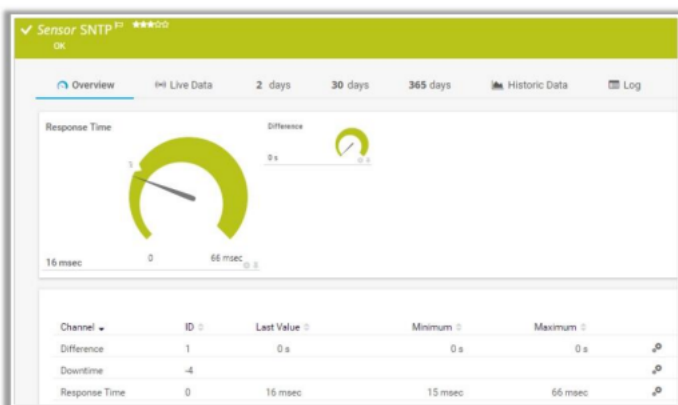 Sensor SNTP
OK
Overview Live Data 2 days 30 days 365 days Historic Data Log
Response Time
Difference
0 s
16 msec
0 66 msec
Channel ID Last Value Minimum Maximum
Difference 1 0 s 0 s 0 s
Downtime -4
Response Time 0 16 msec 15 msec 66 msec